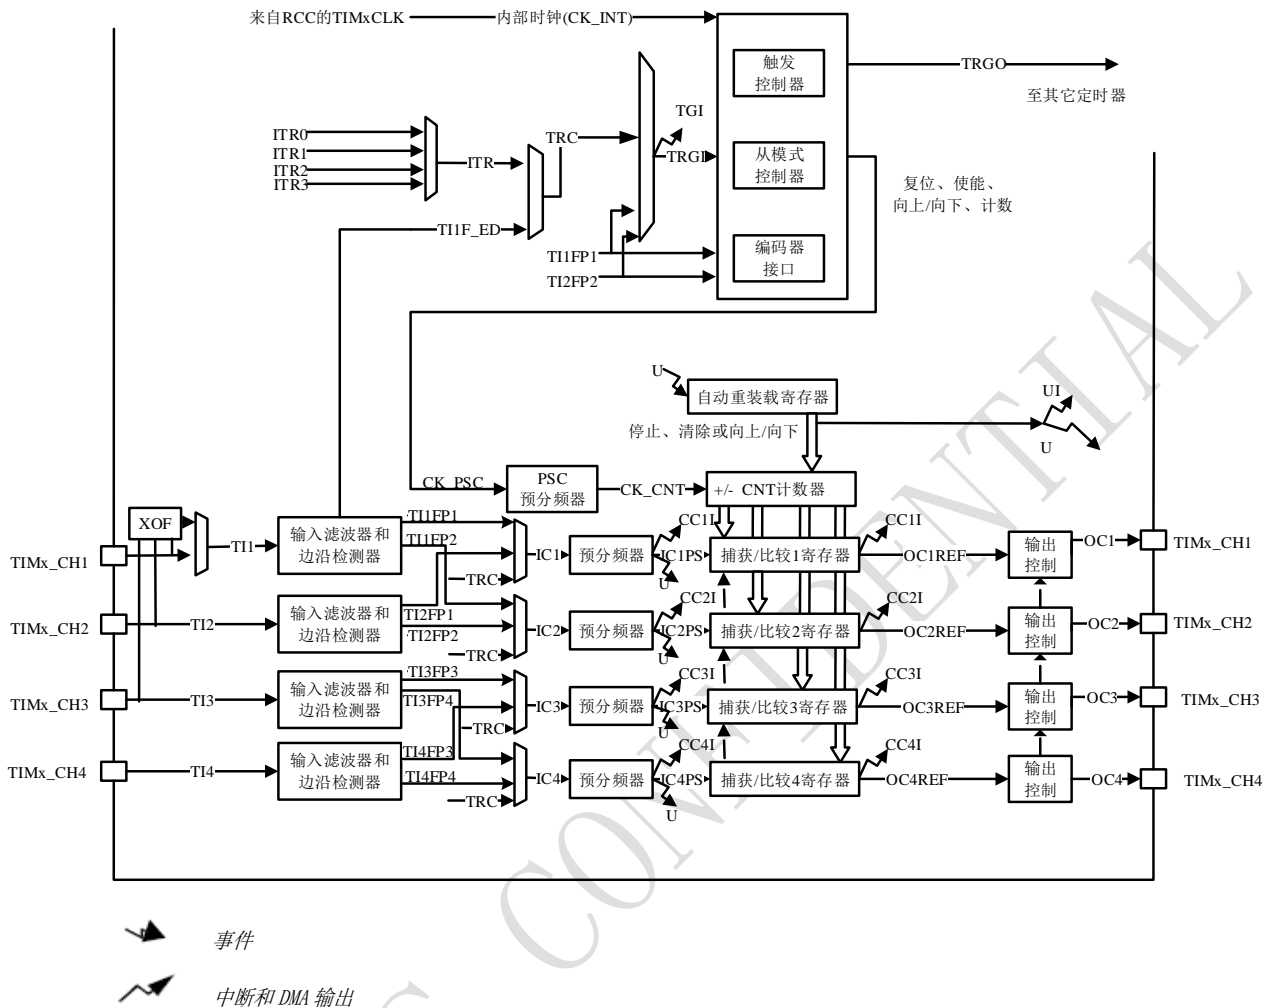 来自RCC的TIMxCLK
内部时钟(CK_INT)
触发
控制器
TRGO
至其它定时器
TGI
ITR0
ITR1
ITR2
ITR3
ITR
TRC
TRGI
从模式
控制器
复位、使能、
向上/向下、计数
TI1F_ED
TI1FP1
TI2FP2
编码器
接口
U
自动重装载寄存器
UI
停止、清除或向上/向下
U
CK_PSC
PSC
预分频器
CK_CNT
+/- CNT计数器
XOF
TI1
输入滤波器和
边沿检测器
TI1FP1
TI1FP2
TRC
IC1
预分频器
CC1I
U
IC1PS
捕获/比较1寄存器
CC1I
OC1REF
输出
控制
OC1
TIMx_CH1
TIMx_CH1
TIMx_CH2
TI2
输入滤波器和
边沿检测器
TI2FP1
TI2FP2
TRC
IC2
预分频器
CC2I
U
IC2PS
捕获/比较2寄存器
CC2I
OC2REF
输出
控制
OC2
TIMx_CH2
TIMx_CH3
TI3
输入滤波器和
边沿检测器
TI3FP3
TI3FP4
TRC
IC3
预分频器
CC3I
U
IC3PS
捕获/比较3寄存器
CC3I
OC3REF
输出
控制
OC3
TIMx_CH3
TIMx_CH4
TI4
输入滤波器和
边沿检测器
TI4FP3
TI4FP4
TRC
IC4
预分频器
CC4I
U
IC4PS
捕获/比较4寄存器
CC4I
OC4REF
输出
控制
OC4
TIMx_CH4
事件
中断和 DMA 输出
CONFIDENTIAL